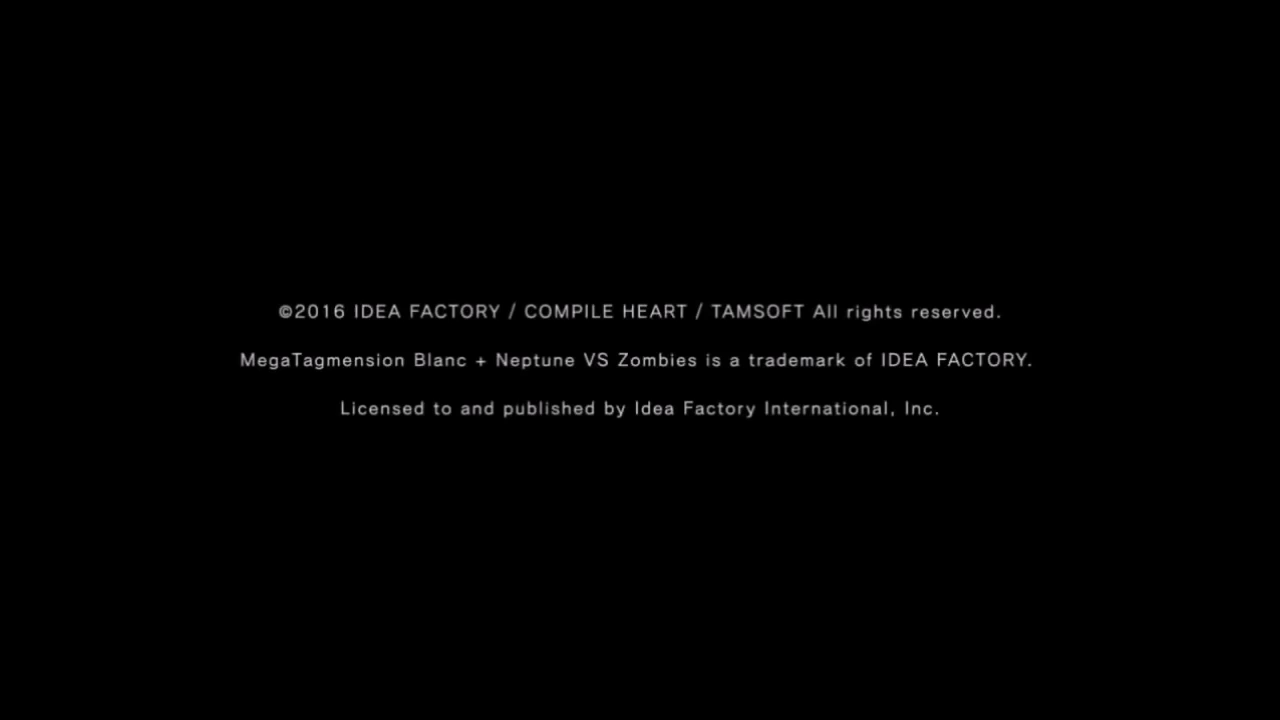 ©2016 IDEA FACTORY / COMPILE HEART / TAMSOFT All rights reserved.
MegaTagmension Blanc + Neptune VS Zombies is a trademark of IDEA FACTORY.
Licensed to and published by Idea Factory International, Inc.